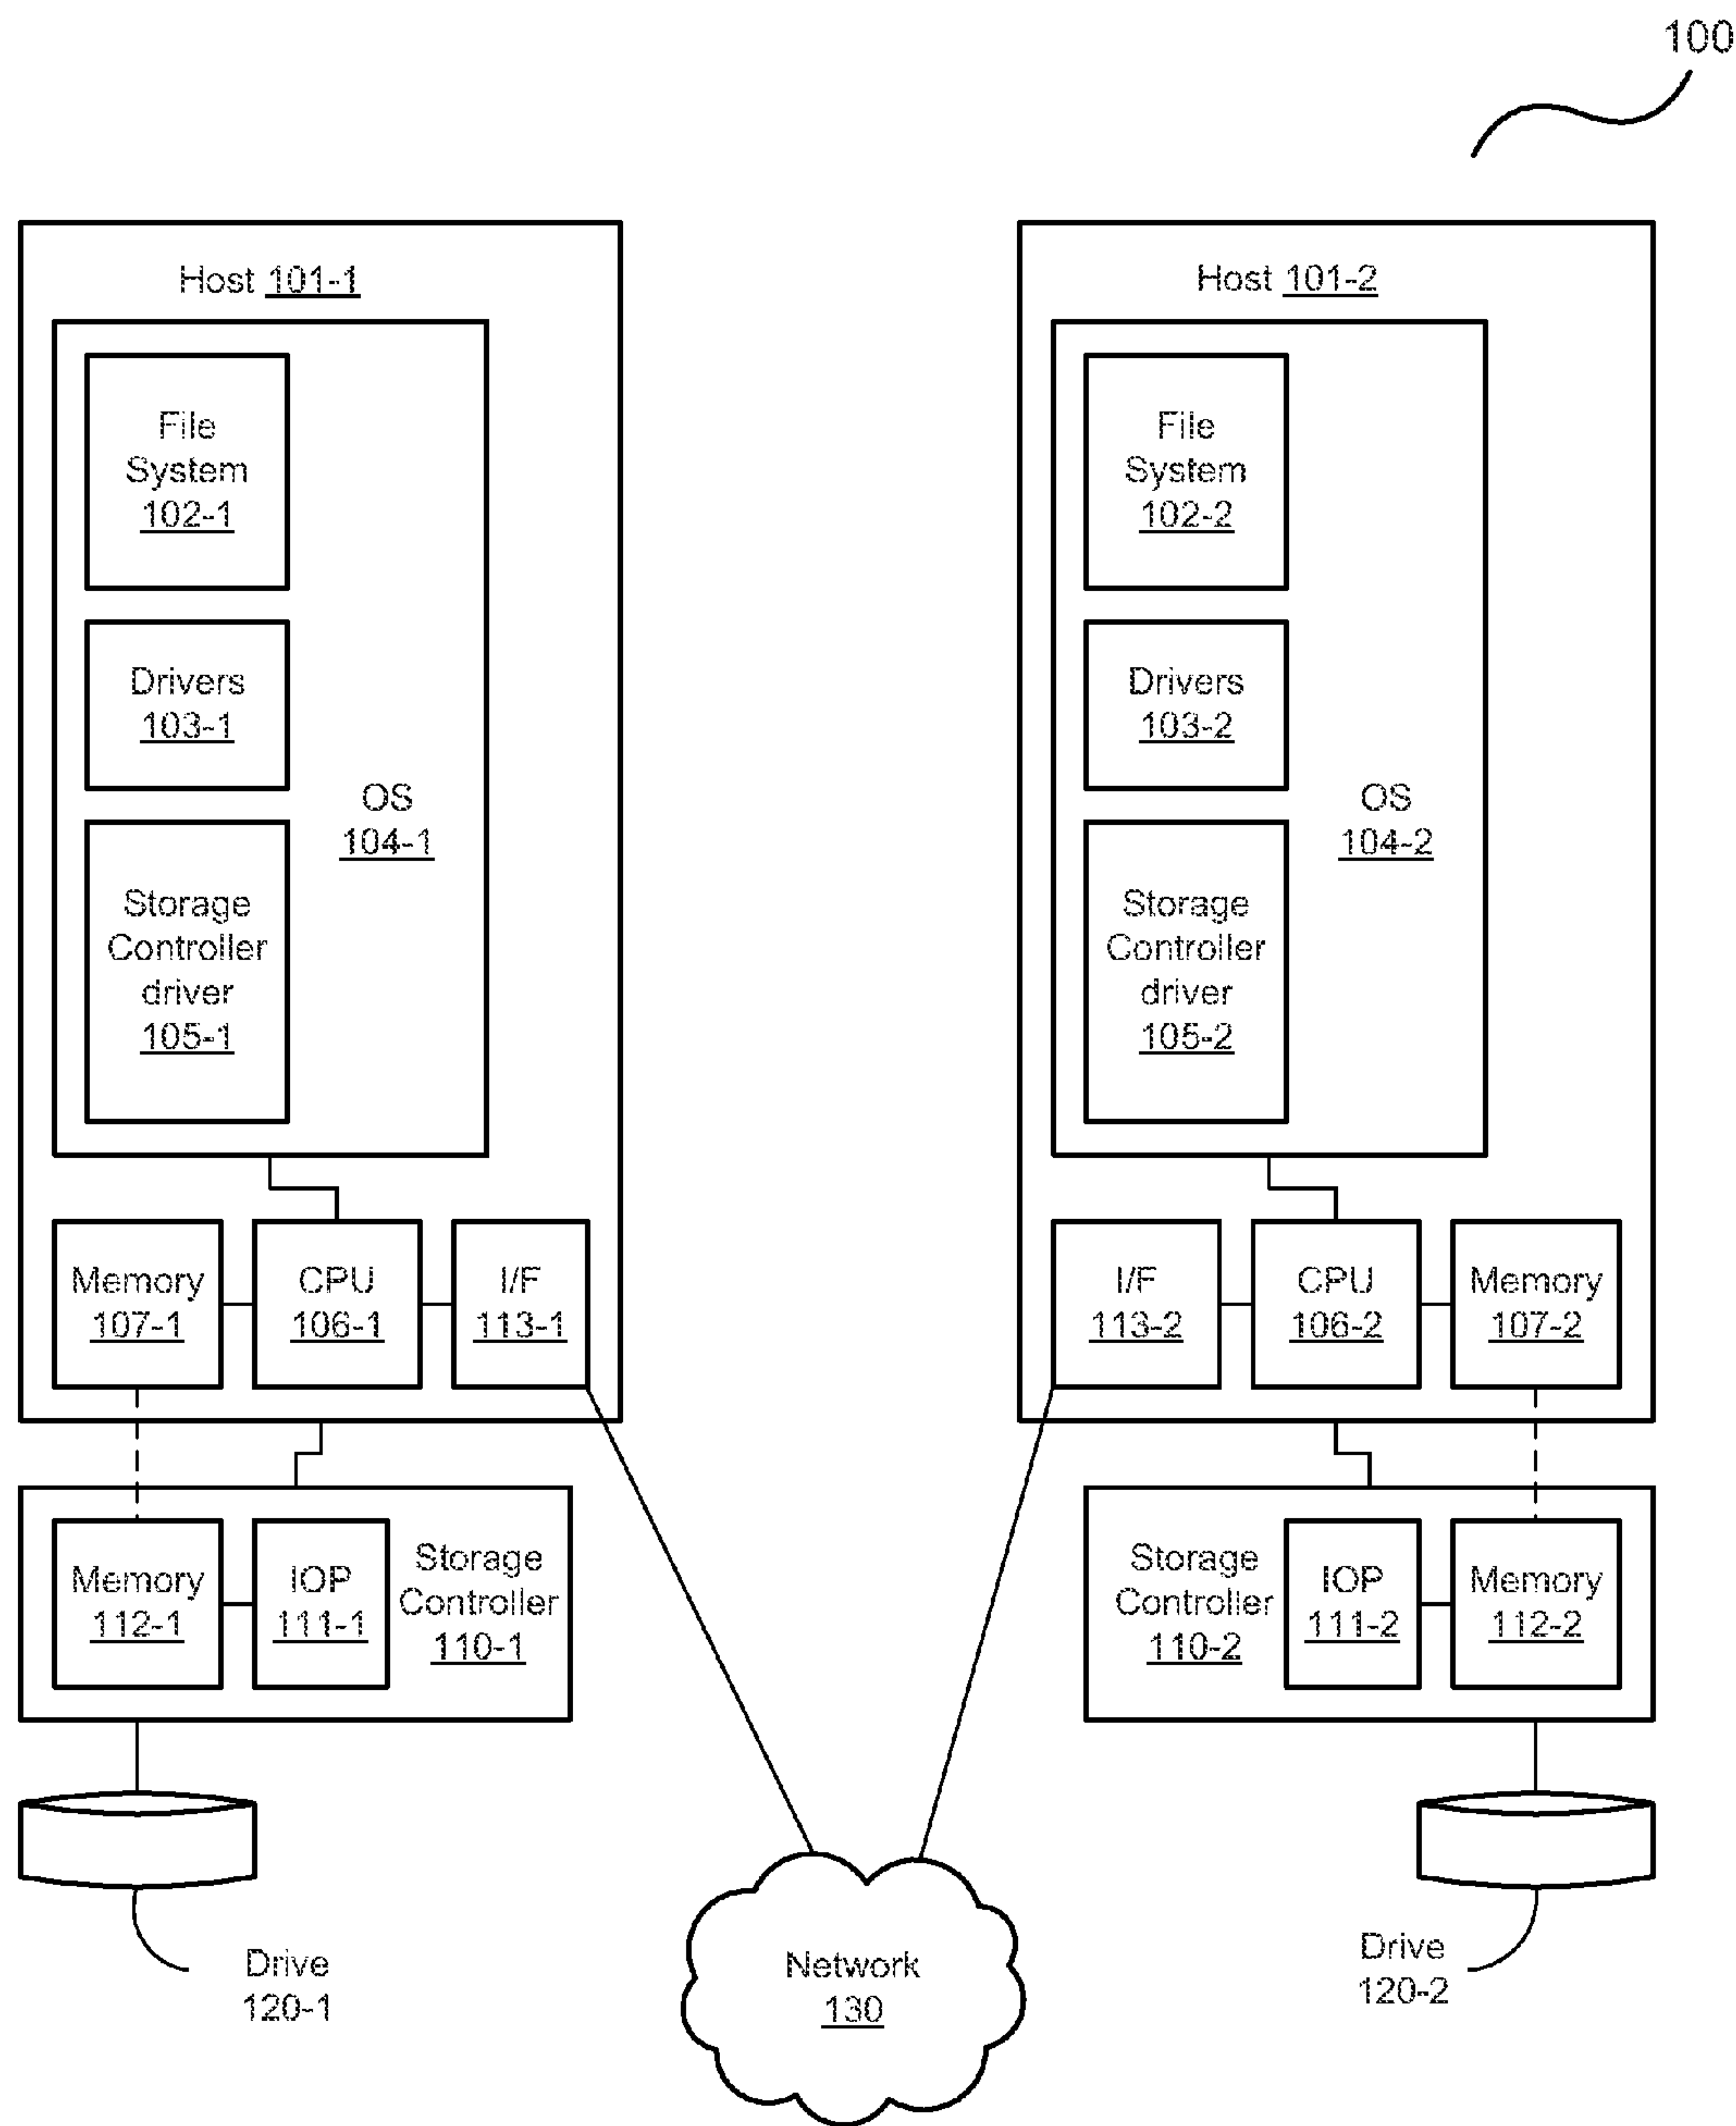 100
Host 101-1
File
System
102-1
Drivers
103-1
OS
104-1
Storage
Controller
driver
105-1
Memory
107-1
CPU
106-1
I/F
113-1
Memory
112-1
IOP
111-1
Storage
Controller
110-1
Drive
120-1
Host 101-2
File
System
102-2
Drivers
103-2
OS
104-2
Storage
Controller
driver
105-2
I/F
113-2
CPU
106-2
Memory
107-2
Storage
Controller
110-2
IOP
111-2
Memory
112-2
Drive
120-2
Network
130